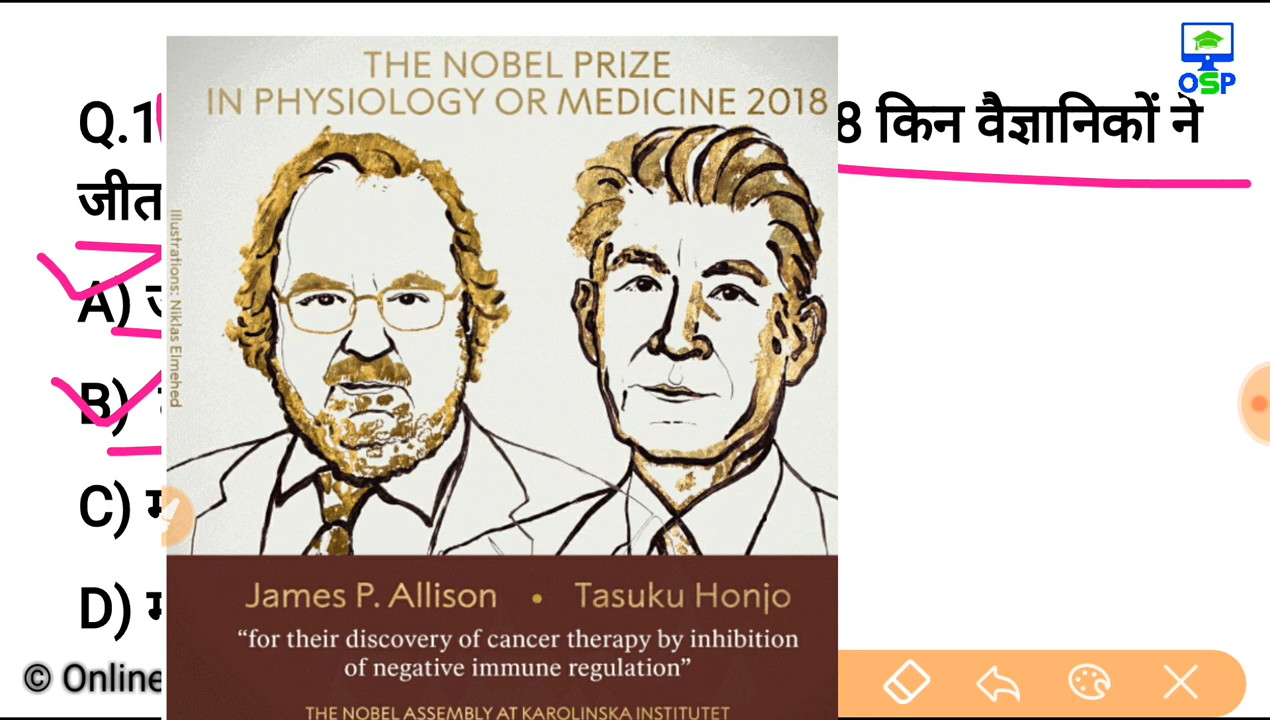 OSP
THE NOBEL PRIZE
IN PHYSIOLOGY OR MEDICINE 2018
Q.1 8 किन वैज्ञानिकों ने
जीत
Illustrations: Niklas Elmehed
A)
B)
C)
D)
James P. Allison • Tasuku Honjo
“for their discovery of cancer therapy by inhibition
of negative immune regulation”
THE NOBEL ASSEMBLY AT KAROLINSKA INSTITUTET
© Online